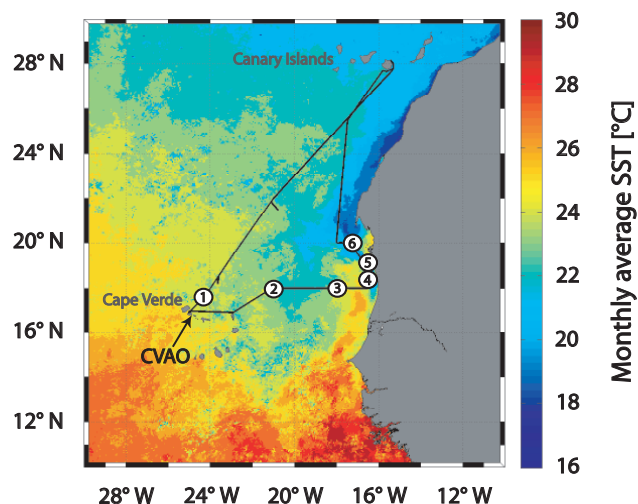 28° N
24° N
20° N
16° N
12° N
28° W
24° W
20° W
16° W
12° W
Canary Islands
Cape Verde
CVAO
1
2
3
4
5
6
30
28
26
24
22
20
18
16
Monthly average SST [°C]